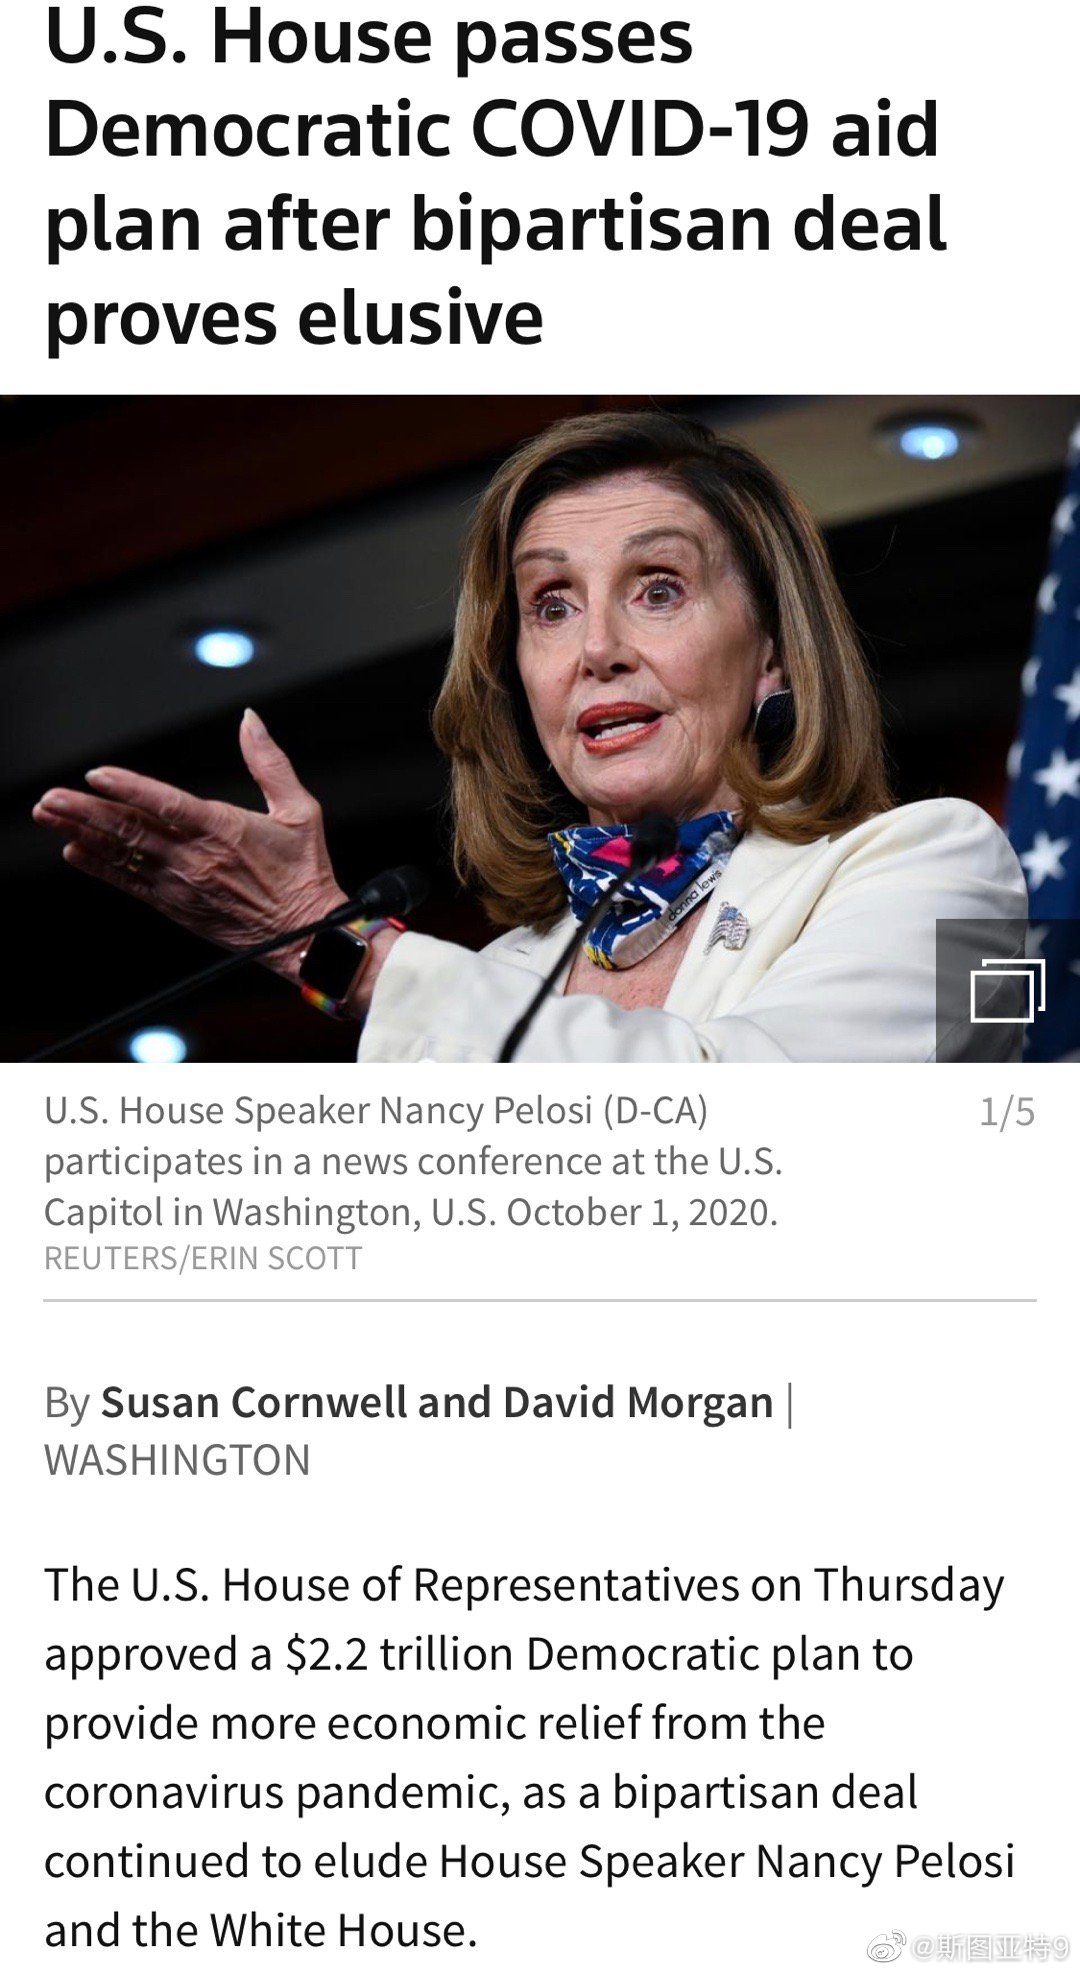 U.S. House passes
Democratic COVID-19 aid
plan after bipartisan deal
proves elusive
donna lewis
U.S. House Speaker Nancy Pelosi (D-CA)
1/5
participates in a news conference at the U.S.
Capitol in Washington, U.S. October 1, 2020.
REUTERS/ERIN SCOTT
By Susan Cornwell and David Morgan |
WASHINGTON
The U.S. House of Representatives on Thursday
approved a $2.2 trillion Democratic plan to
provide more economic relief from the
coronavirus pandemic, as a bipartisan deal
continued to elude House Speaker Nancy Pelosi
and the White House.
@斯图亚特9